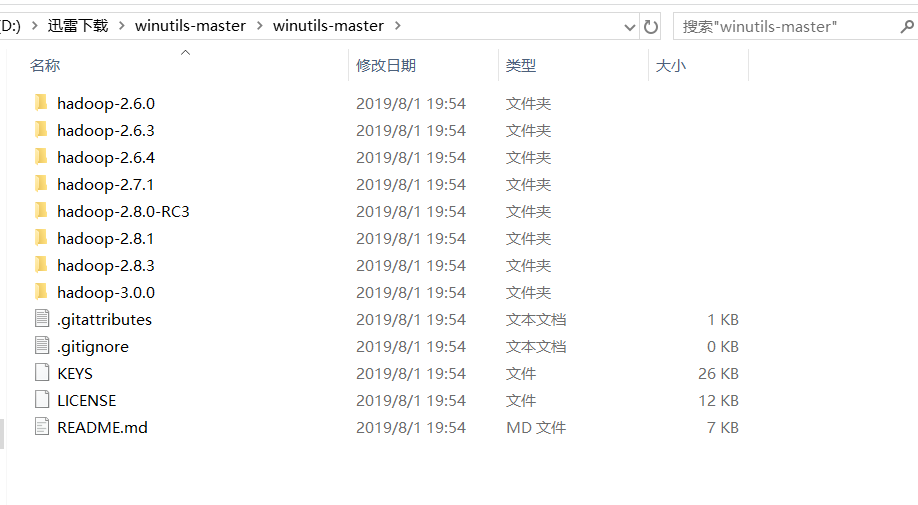 (D:) 迅雷下载 winutils-master winutils-master 搜索"winutils-master"
名称 修改日期 类型 大小
hadoop-2.6.0 2019/8/1 19:54 文件夹
hadoop-2.6.3 2019/8/1 19:54 文件夹
hadoop-2.6.4 2019/8/1 19:54 文件夹
hadoop-2.7.1 2019/8/1 19:54 文件夹
hadoop-2.8.0-RC3 2019/8/1 19:54 文件夹
hadoop-2.8.1 2019/8/1 19:54 文件夹
hadoop-2.8.3 2019/8/1 19:54 文件夹
hadoop-3.0.0 2019/8/1 19:54 文件夹
.gitattributes 2019/8/1 19:54 文本文档 1 KB
.gitignore 2019/8/1 19:54 文本文档 0 KB
KEYS 2019/8/1 19:54 文件 26 KB
LICENSE 2019/8/1 19:54 文件 12 KB
README.md 2019/8/1 19:54 MD 文件 7 KB